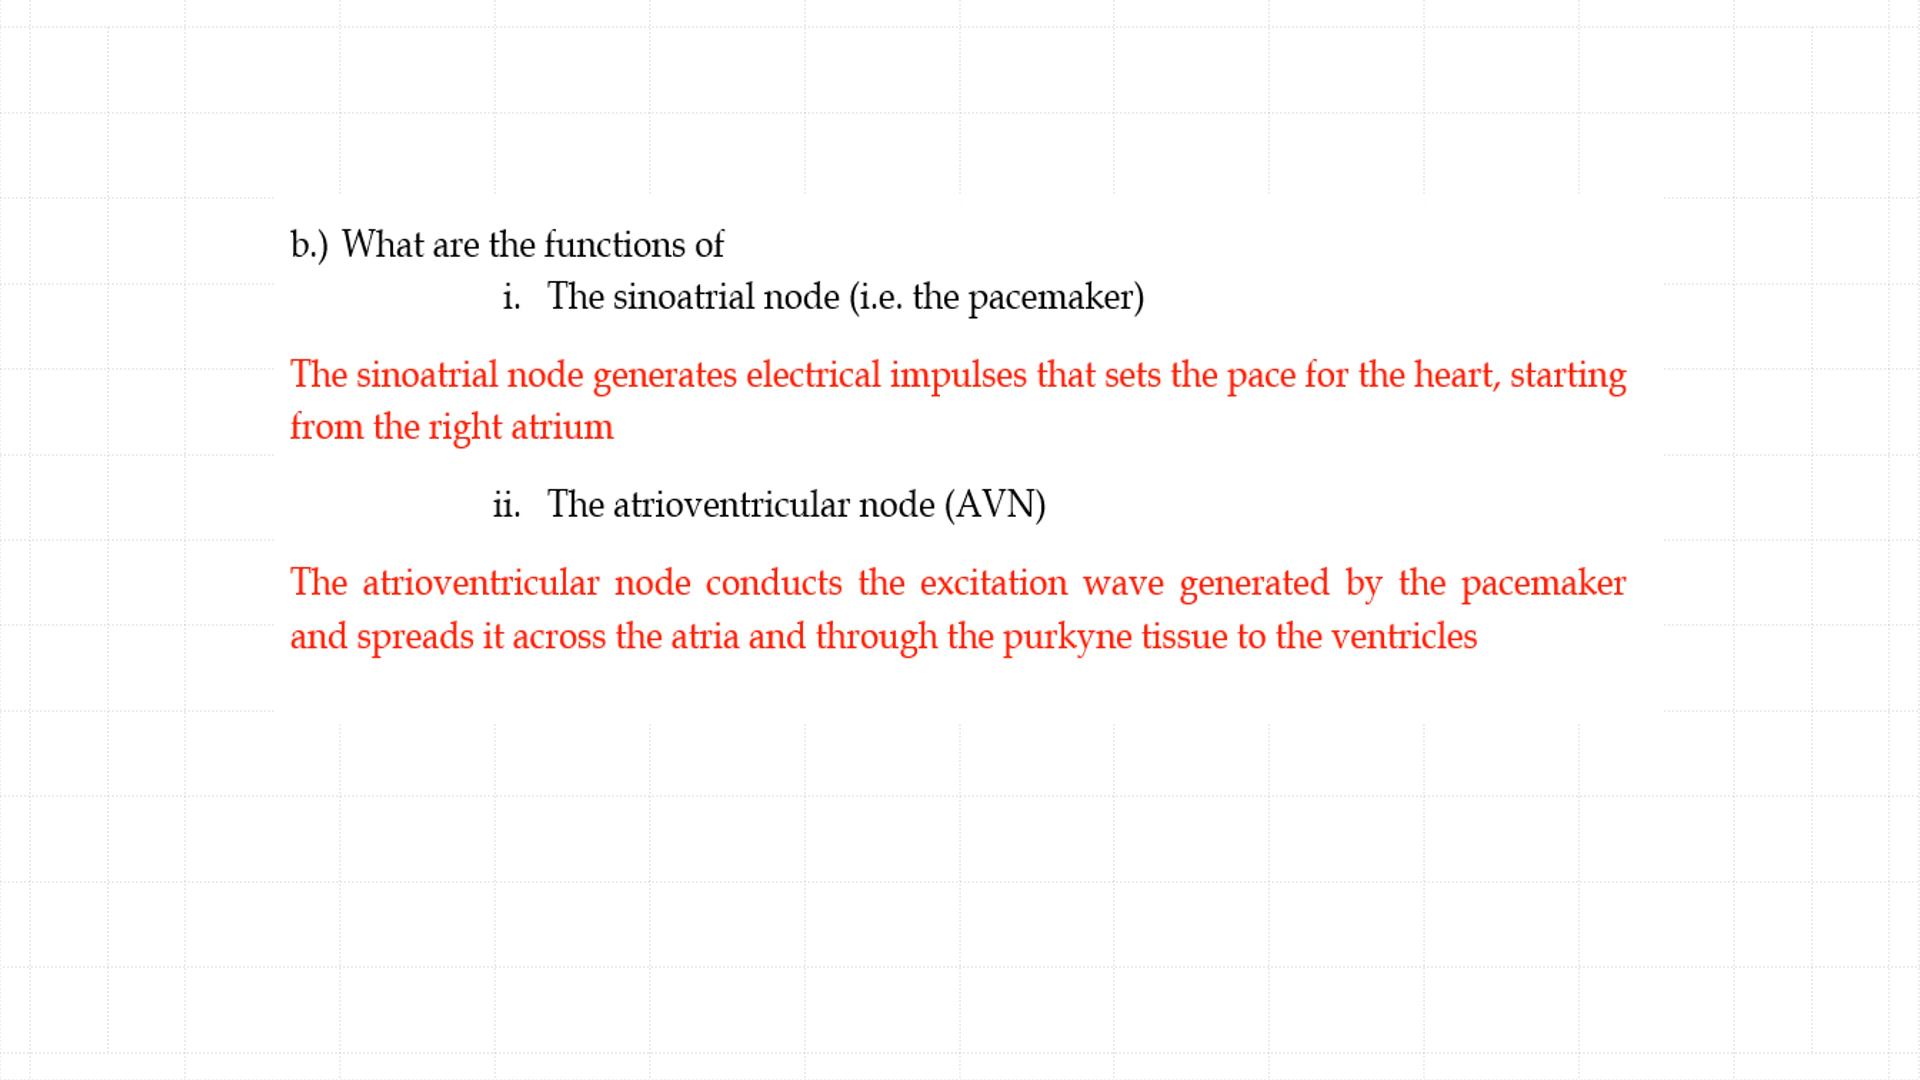 b.) What are the functions of
i. The sinoatrial node (i.e. the pacemaker)
The sinoatrial node generates electrical impulses that sets the pace for the heart, starting
from the right atrium
ii. The atrioventricular node (AVN)
The atrioventricular node conducts the excitation wave generated by the pacemaker
and spreads it across the atria and through the purkyne tissue to the ventricles